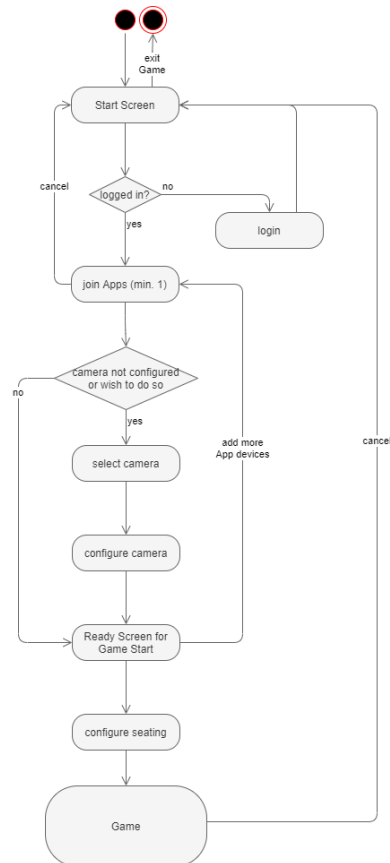 exit
Game
Start Screen
cancel
logged in?
no
login
yes
join Apps (min. 1)
camera not configured
or wish to do so
no
yes
add more
App devices
cancel
select camera
configure camera
Ready Screen for
Game Start
configure seating
Game